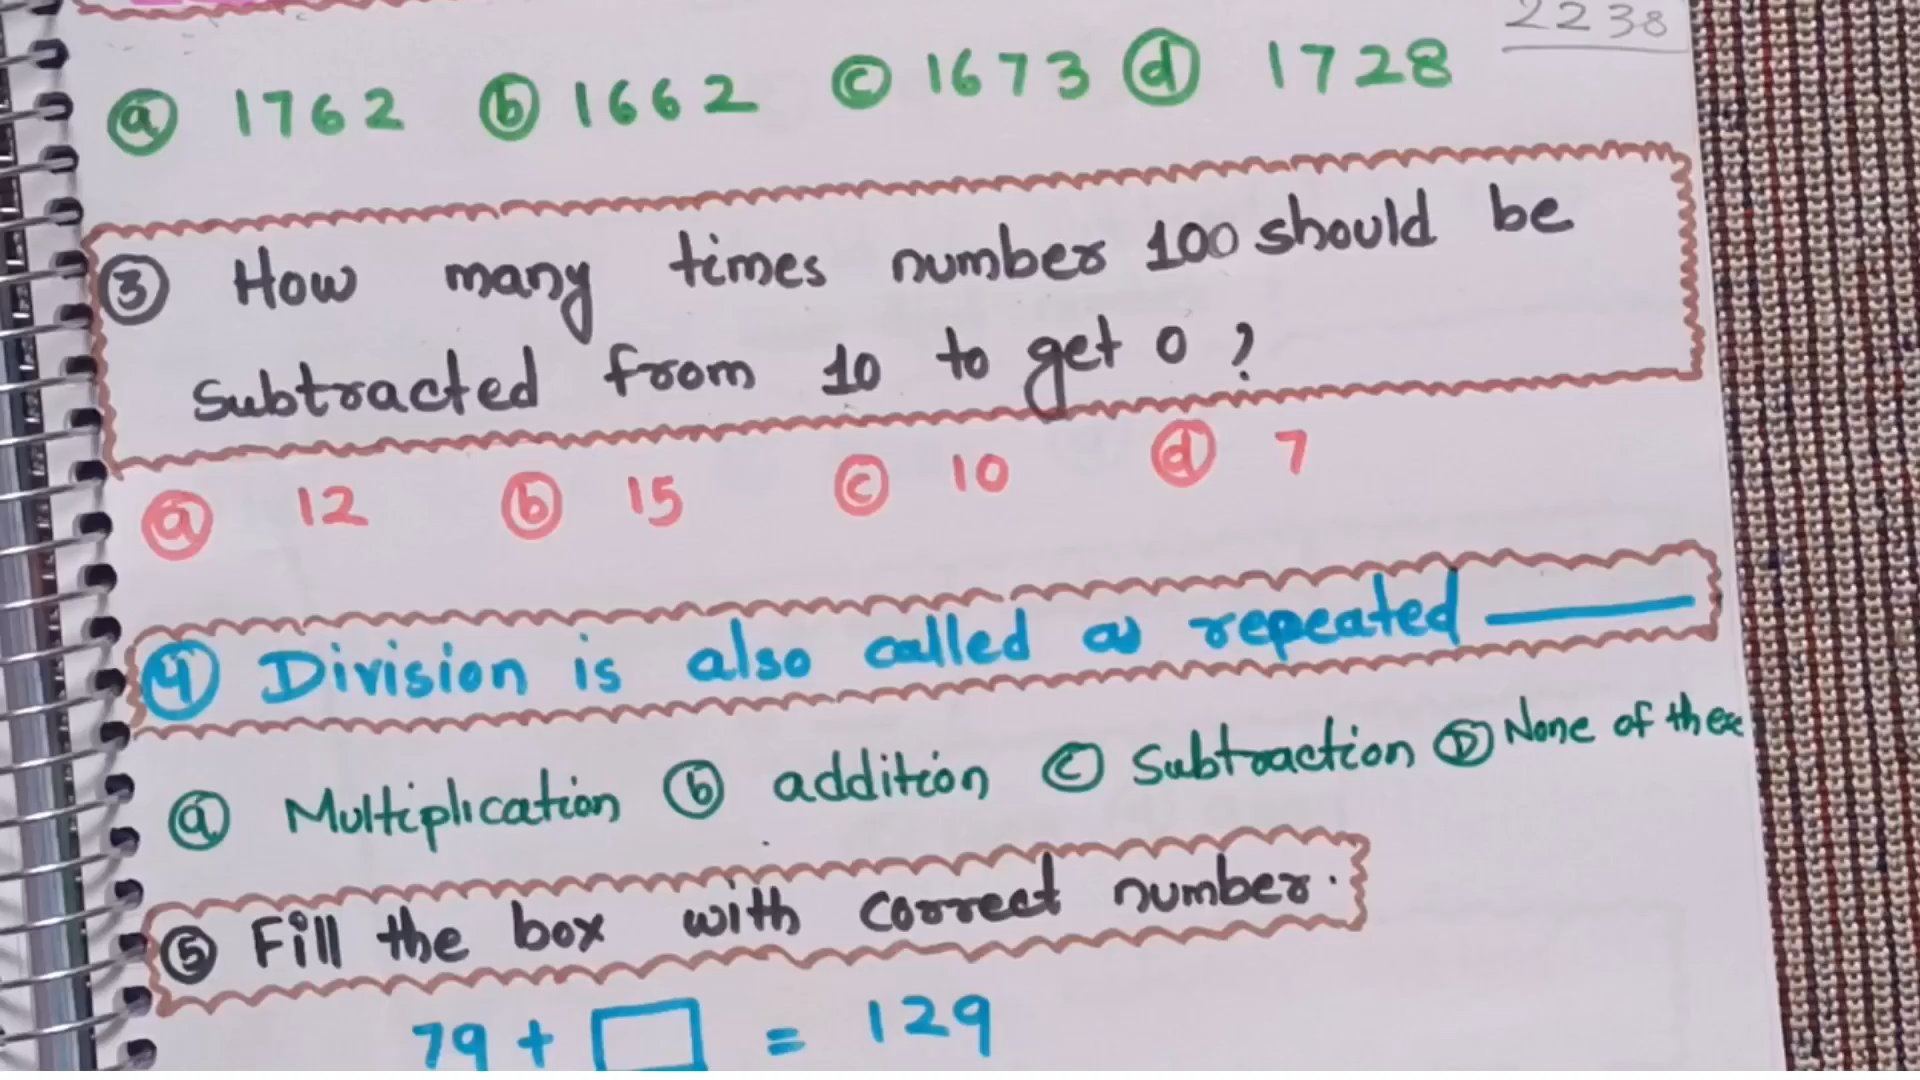 2238
ⓐ 1762 ⓑ 1662 ⓒ 1673 ⓓ 1728
③ How many times number 100 should be
subtracted from 10 to get 0 ?
ⓐ 12 ⓑ 15 ⓒ 10 ⓓ 7
④ Division is also called as repeated ____
ⓐ Multiplication ⓑ addition ⓒ Subtraction Ⓓ None of these
⑤ Fill the box with correct number.
79 + □ = 129